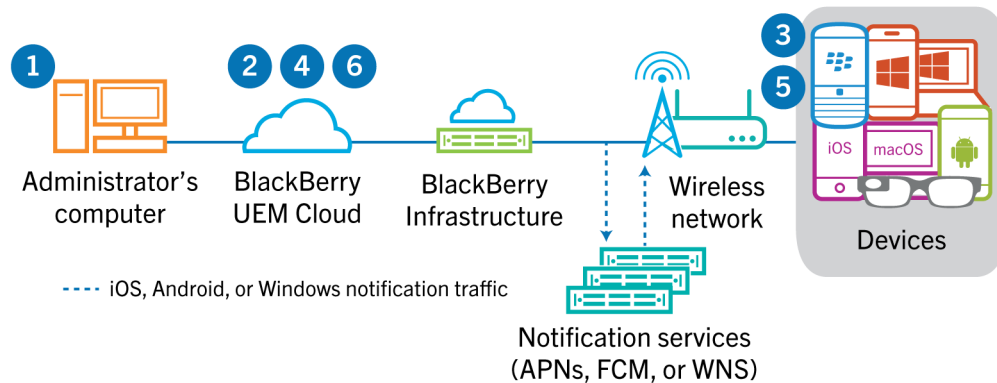 1
2 4 6
3
5
iOS
macOS
Administrator's
computer
BlackBerry
UEM Cloud
BlackBerry
Infrastructure
Wireless
network
Devices
iOS, Android, or Windows notification traffic
Notification services
(APNs, FCM, or WNS)